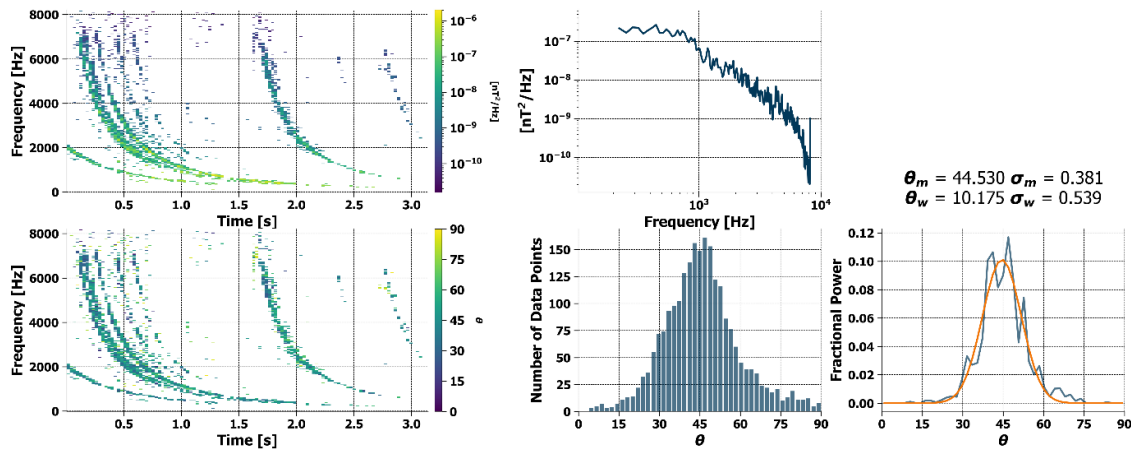 8000
6000
4000
2000
0
Frequency [Hz]
0.5 1.0 1.5 2.0 2.5 3.0
Time [s]
10⁻⁶
10⁻⁷
10⁻⁸
10⁻⁹
10⁻¹⁰
[nT²/Hz]
10⁻⁷
10⁻⁸
10⁻⁹
10⁻¹⁰
[nT²/Hz]
10³ 10⁴
Frequency [Hz]
θₘ = 44.530 σₘ = 0.381
θ_w = 10.175 σ_w = 0.539
8000
6000
4000
2000
0
Frequency [Hz]
0.5 1.0 1.5 2.0 2.5 3.0
Time [s]
90
75
60
45
30
15
0
θ
150
125
100
75
50
25
0
Number of Data Points
0 15 30 45 60 75 90
θ
0.12
0.10
0.08
0.06
0.04
0.02
0.00
Fractional Power
0 15 30 45 60 75 90
θ